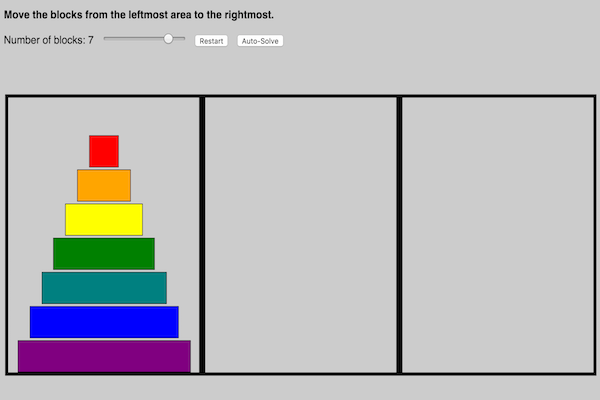 Move the blocks from the leftmost area to the rightmost.
Number of blocks: 7 Restart Auto-Solve